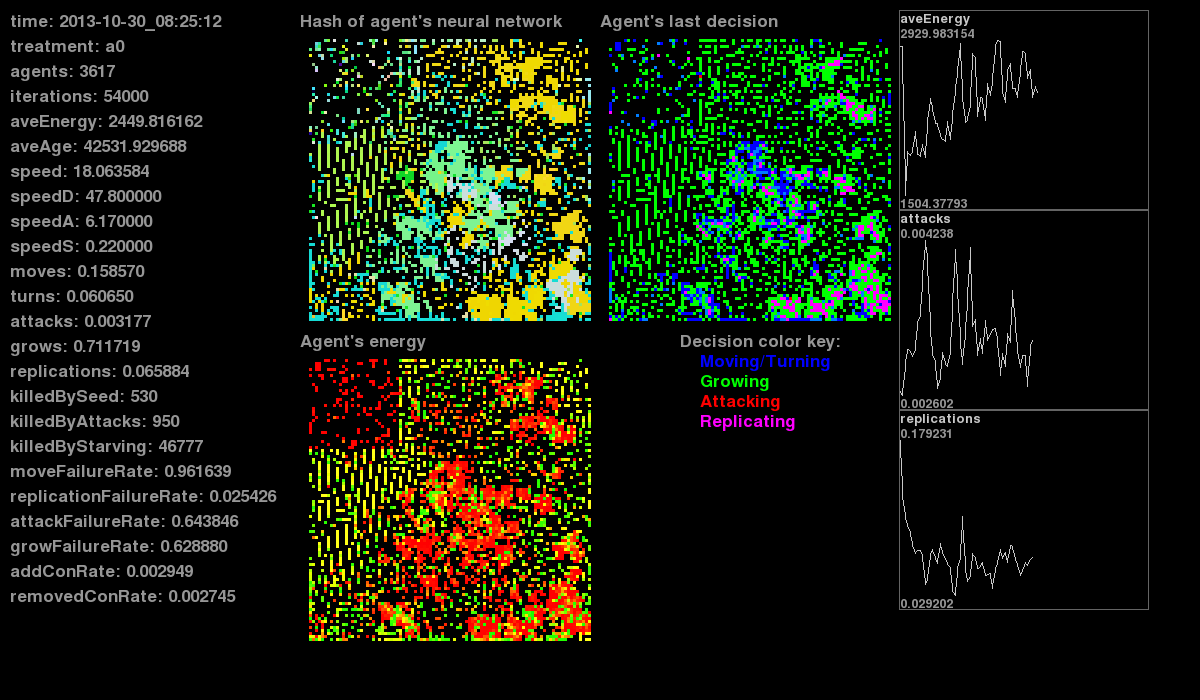 time: 2013-10-30_08:25:12
treatment: a0
agents: 3617
iterations: 54000
aveEnergy: 2449.816162
aveAge: 42531.929688
speed: 18.063584
speedD: 47.800000
speedA: 6.170000
speedS: 0.220000
moves: 0.158570
turns: 0.060650
attacks: 0.003177
grows: 0.711719
replications: 0.065884
killedBySeed: 530
killedByAttacks: 950
killedByStarving: 46777
moveFailureRate: 0.961639
replicationFailureRate: 0.025426
attackFailureRate: 0.643846
growFailureRate: 0.628880
addConRate: 0.002949
removedConRate: 0.002745
Hash of agent's neural network
Agent's last decision
Agent's energy
Decision color key:
Moving/Turning
Growing
Attacking
Replicating
aveEnergy
2929.983154
1504.37793
attacks
0.004238
0.002602
replications
0.179231
0.029202